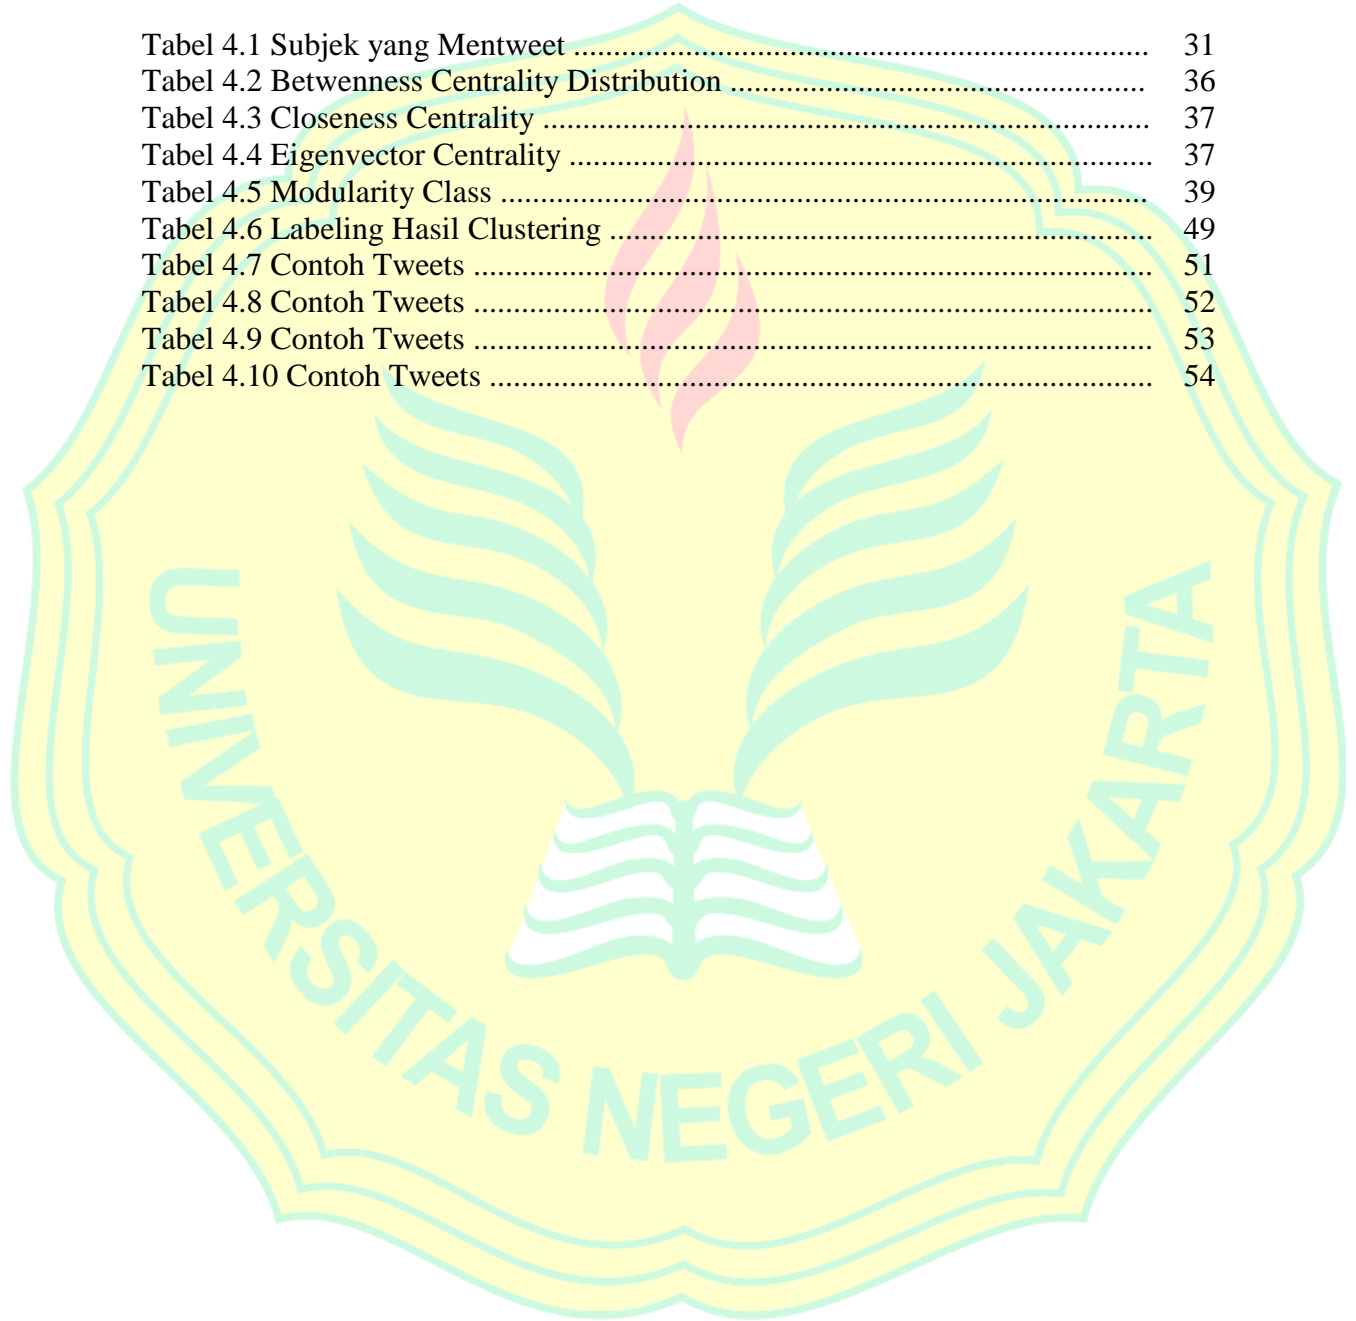 Tabel 4.1 Subjek yang Mentweet ....................................................................... 31
Tabel 4.2 Betwenness Centrality Distribution .................................................... 36
Tabel 4.3 Closeness Centrality ........................................................................... 37
Tabel 4.4 Eigenvector Centrality ........................................................................ 37
Tabel 4.5 Modularity Class ................................................................................ 39
Tabel 4.6 Labeling Hasil Clustering ................................................................... 49
Tabel 4.7 Contoh Tweets .................................................................................... 51
Tabel 4.8 Contoh Tweets .................................................................................... 52
Tabel 4.9 Contoh Tweets .................................................................................... 53
Tabel 4.10 Contoh Tweets .................................................................................. 54
UNIVERSITAS NEGERI JAKARTA